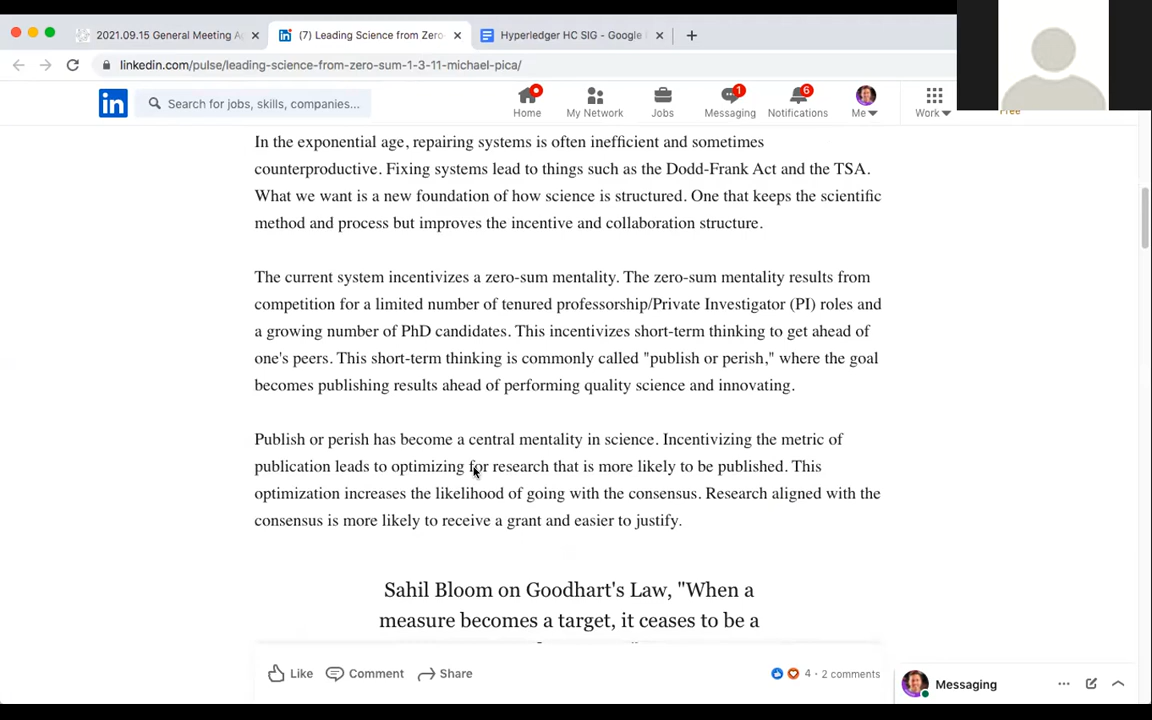 2021.09.15 General Meeting A
(7) Leading Science from Zero-
Hyperledger HC SIG - Google
linkedin.com/pulse/leading-science-from-zero-sum-1-3-11-michael-pica/
in
Search for jobs, skills, companies...
1
6
Home
My Network
Jobs
Messaging
Notifications
Me
Work
Free
In the exponential age, repairing systems is often inefficient and sometimes
counterproductive. Fixing systems lead to things such as the Dodd-Frank Act and the TSA.
What we want is a new foundation of how science is structured. One that keeps the scientific
method and process but improves the incentive and collaboration structure.
The current system incentivizes a zero-sum mentality. The zero-sum mentality results from
competition for a limited number of tenured professorship/Private Investigator (PI) roles and
a growing number of PhD candidates. This incentivizes short-term thinking to get ahead of
one's peers. This short-term thinking is commonly called "publish or perish," where the goal
becomes publishing results ahead of performing quality science and innovating.
Publish or perish has become a central mentality in science. Incentivizing the metric of
publication leads to optimizing for research that is more likely to be published. This
optimization increases the likelihood of going with the consensus. Research aligned with the
consensus is more likely to receive a grant and easier to justify.
Sahil Bloom on Goodhart's Law, "When a
measure becomes a target, it ceases to be a
Like
Comment
Share
4 · 2 comments
Messaging